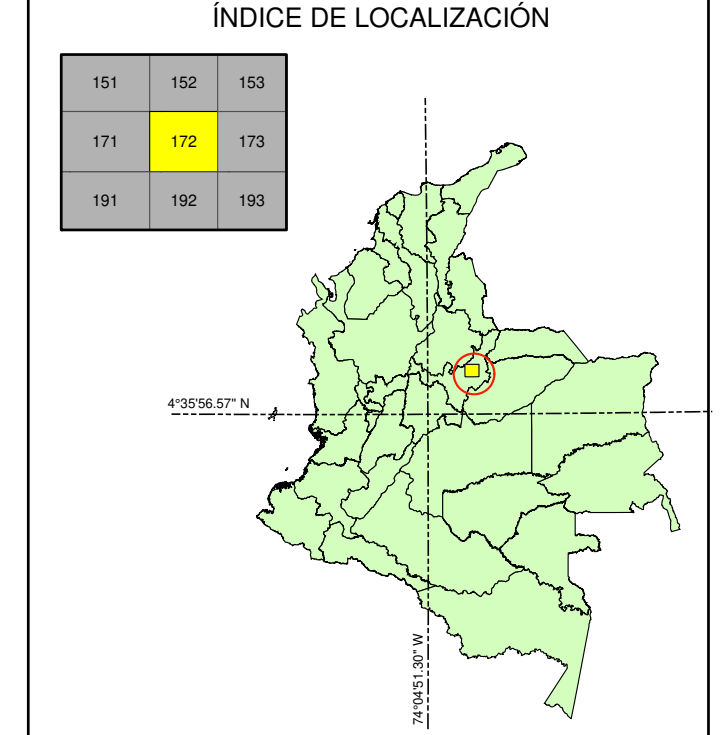 ÍNDICE DE LOCALIZACIÓN
151 152 153
171 172 173
191 192 193
4°35'56.57" N
74°04'51.30" W